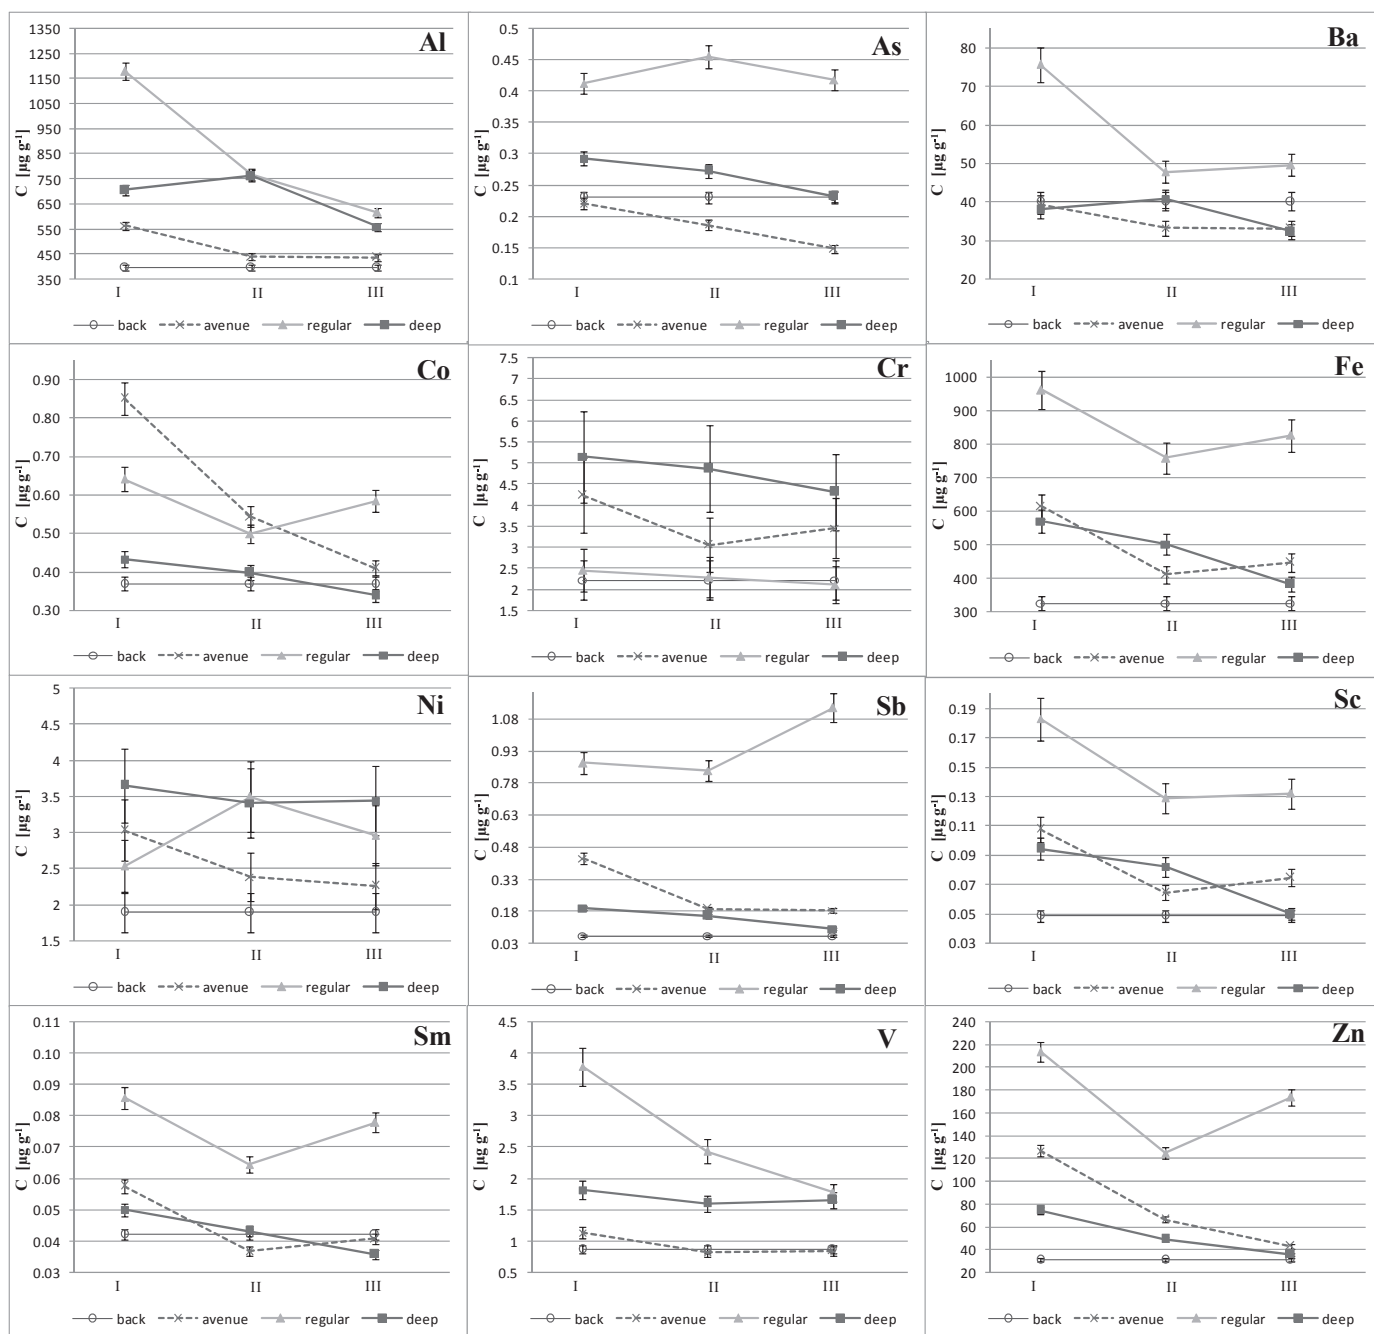 Al
1350
1250
1150
1050
950
850
750
650
550
450
350
C [µg g-1]
I II III
back avenue regular deep
As
0.5
0.45
0.4
0.35
0.3
0.25
0.2
0.15
0.1
C [µg g-1]
I II III
back avenue regular deep
Ba
80
70
60
50
40
30
20
C [µg g-1]
I II III
back avenue regular deep
Co
0.90
0.80
0.70
0.60
0.50
0.40
0.30
C [µg g-1]
I II III
back avenue regular deep
Cr
7.5
7
6.5
6
5.5
5
4.5
4
3.5
3
2.5
2
1.5
C [µg g-1]
I II III
back avenue regular deep
Fe
1000
900
800
700
600
500
400
300
C [µg g-1]
I II III
back avenue regular deep
Ni
5
4.5
4
3.5
3
2.5
2
1.5
C [µg g-1]
I II III
back avenue regular deep
Sb
1.08
0.93
0.78
0.63
0.48
0.33
0.18
0.03
C [µg g-1]
I II III
back avenue regular deep
Sc
0.19
0.17
0.15
0.13
0.11
0.09
0.07
0.05
0.03
C [µg g-1]
I II III
back avenue regular deep
Sm
0.11
0.10
0.09
0.08
0.07
0.06
0.05
0.04
0.03
C [µg g-1]
I II III
back avenue regular deep
V
4.5
4
3.5
3
2.5
2
1.5
1
0.5
C [µg g-1]
I II III
back avenue regular deep
Zn
240
220
200
180
160
140
120
100
80
60
40
20
C [µg g-1]
I II III
back avenue regular deep